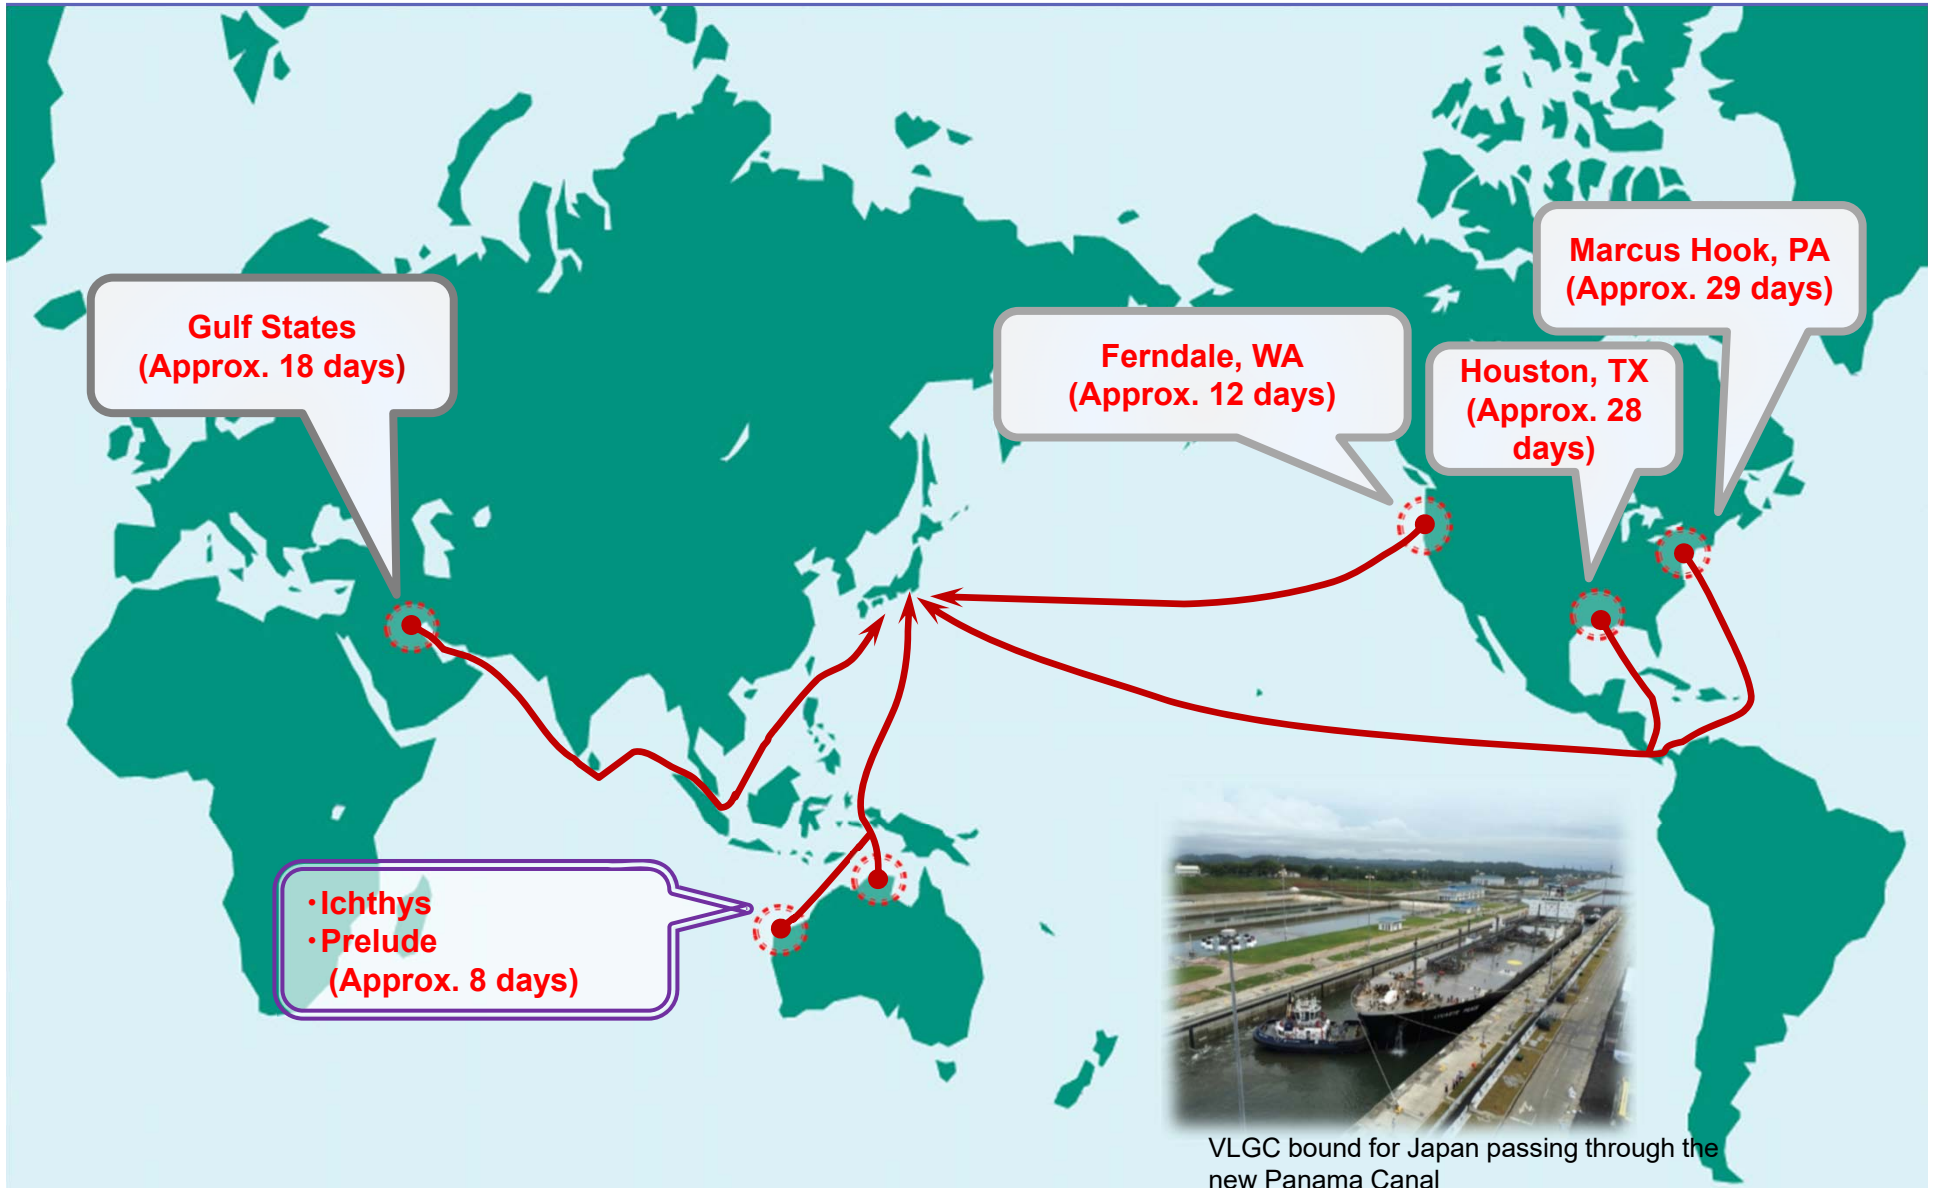 Marcus Hook, PA
(Approx. 29 days)
Gulf States
(Approx. 18 days)
Ferndale, WA
(Approx. 12 days)
Houston, TX
(Approx. 28
days)
・Ichthys
・Prelude
(Approx. 8 days)
VLGC bound for Japan passing through the
new Panama Canal